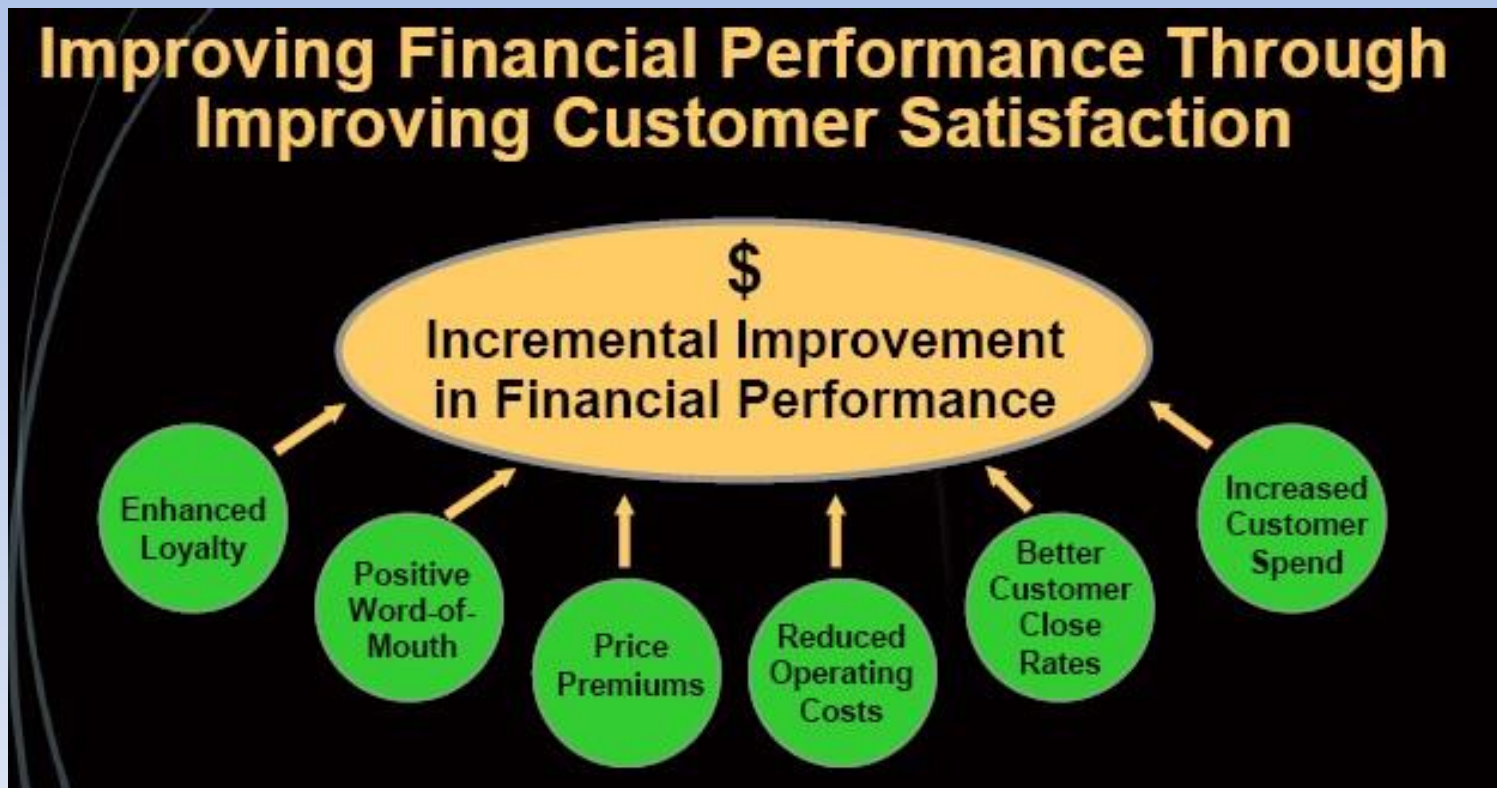 Improving Financial Performance Through
Improving Customer Satisfaction
$
Incremental Improvement
in Financial Performance
Enhanced
Loyalty
Positive
Word-of-
Mouth
Price
Premiums
Reduced
Operating
Costs
Better
Customer
Close
Rates
Increased
Customer
Spend